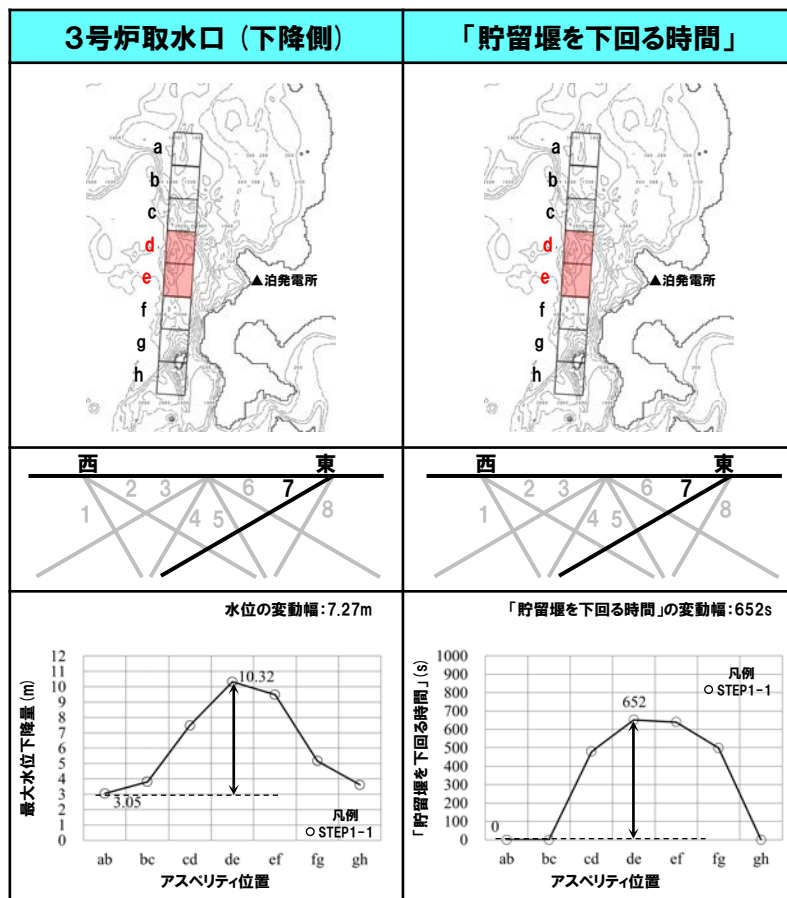 3号炉取水口（下降側）
a
b
c
d
e
f
g
h
▲泊発電所
西
東
1
2
3
4
5
6
7
8
水位の変動幅：7.27m
最大水位下降量(m)
12
11
10
9
8
7
6
5
4
3
2
1
0
10.32
3.05
凡例
○ STEP1-1
ab bc cd de ef fg gh
アスペリティ位置
「貯留堰を下回る時間」
a
b
c
d
e
f
g
h
▲泊発電所
西
東
1
2
3
4
5
6
7
8
「貯留堰を下回る時間」の変動幅：652s
「貯留堰を下回る時間」(s)
1000
900
800
700
600
500
400
300
200
100
0
652
0
凡例
○ STEP1-1
ab bc cd de ef fg gh
アスペリティ位置